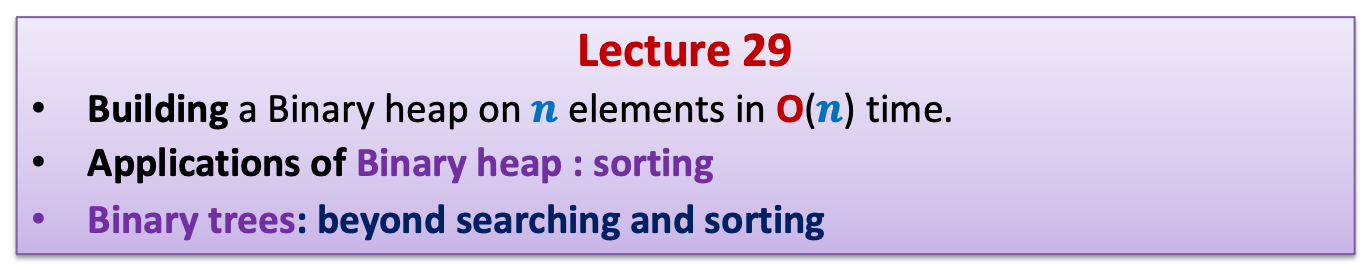 Lecture 29
• Building a Binary heap on n elements in O(n) time.
• Applications of Binary heap : sorting
• Binary trees: beyond searching and sorting